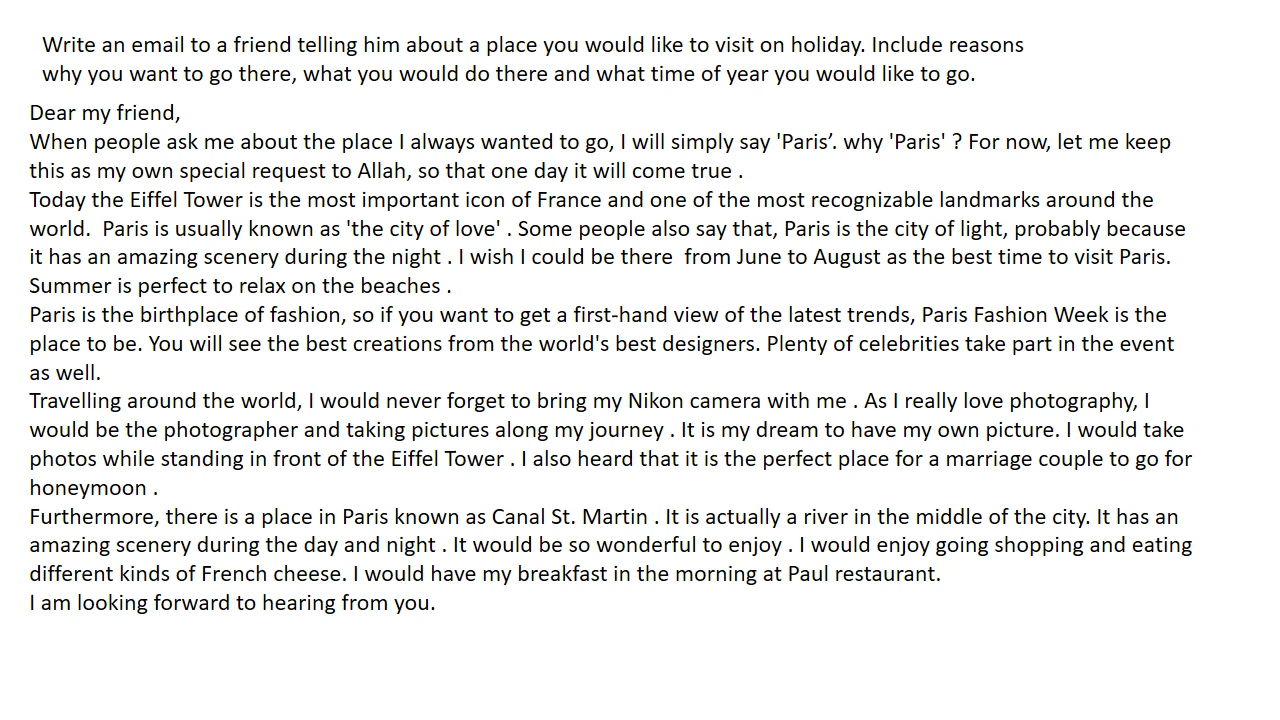 Write an email to a friend telling him about a place you would like to visit on holiday. Include reasons
why you want to go there, what you would do there and what time of year you would like to go.
Dear my friend,
When people ask me about the place I always wanted to go, I will simply say 'Paris’. why 'Paris' ? For now, let me keep
this as my own special request to Allah, so that one day it will come true .
Today the Eiffel Tower is the most important icon of France and one of the most recognizable landmarks around the
world.  Paris is usually known as 'the city of love' . Some people also say that, Paris is the city of light, probably because
it has an amazing scenery during the night . I wish I could be there  from June to August as the best time to visit Paris.
Summer is perfect to relax on the beaches .
Paris is the birthplace of fashion, so if you want to get a first-hand view of the latest trends, Paris Fashion Week is the
place to be. You will see the best creations from the world's best designers. Plenty of celebrities take part in the event
as well.
Travelling around the world, I would never forget to bring my Nikon camera with me . As I really love photography, I
would be the photographer and taking pictures along my journey . It is my dream to have my own picture. I would take
photos while standing in front of the Eiffel Tower . I also heard that it is the perfect place for a marriage couple to go for
honeymoon .
Furthermore, there is a place in Paris known as Canal St. Martin . It is actually a river in the middle of the city. It has an
amazing scenery during the day and night . It would be so wonderful to enjoy . I would enjoy going shopping and eating
different kinds of French cheese. I would have my breakfast in the morning at Paul restaurant.
I am looking forward to hearing from you.